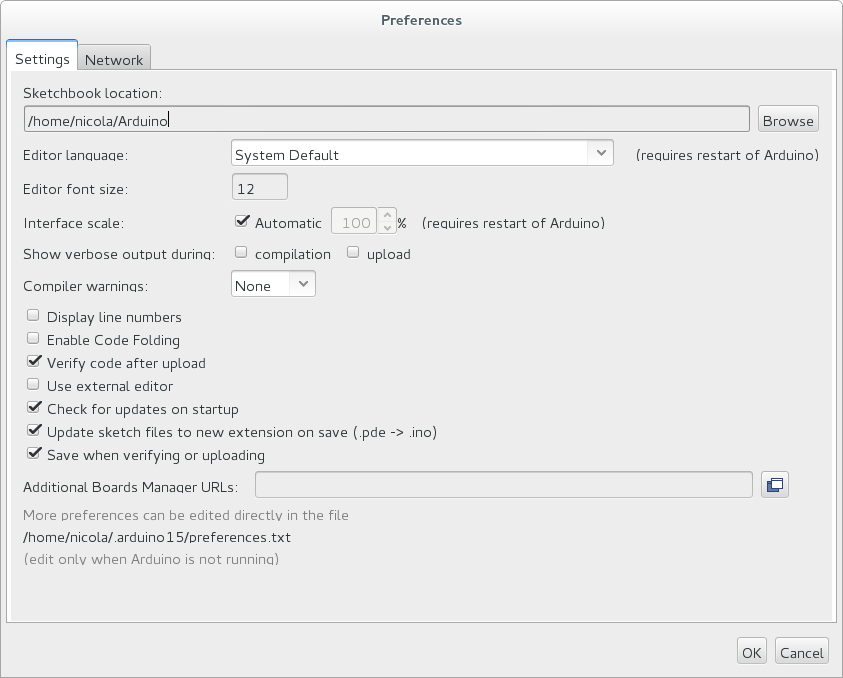 Preferences
Settings Network
Sketchbook location:
/home/nicola/Arduino Browse
Editor language: System Default (requires restart of Arduino)
Editor font size: 12
Interface scale: Automatic 100 % (requires restart of Arduino)
Show verbose output during: compilation upload
Compiler warnings: None
Display line numbers
Enable Code Folding
Verify code after upload
Use external editor
Check for updates on startup
Update sketch files to new extension on save (.pde -> .ino)
Save when verifying or uploading
Additional Boards Manager URLs:
More preferences can be edited directly in the file
/home/nicola/.arduino15/preferences.txt
(edit only when Arduino is not running)
OK Cancel